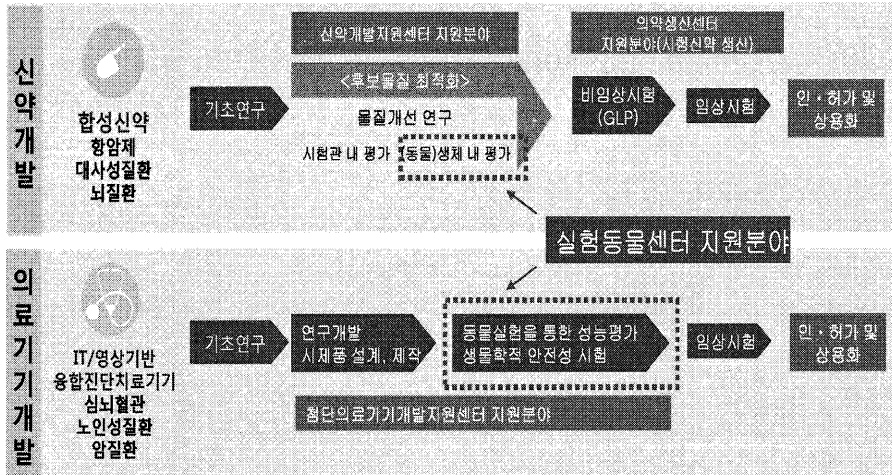 신약개발
합성신약
항암제
대사성질환
뇌질환
신약개발지원센터 지원분야
의약생산센터
지원분야(시험신약 생산)
기초연구
<후보물질 최적화>
물질개선 연구
시험관 내 평가 (동물)생체 내 평가
비임상시험
(GLP)
임상시험
인·허가 및
상용화
실험동물센터 지원분야
의료기기개발
IT/영상기반
융합진단치료기기
심뇌혈관
노인성질환
암질환
기초연구
연구개발
시제품 설계, 제작
동물실험을 통한 성능평가
생물학적 안전성 시험
임상시험
인·허가 및
상용화
첨단의료기기개발지원센터 지원분야